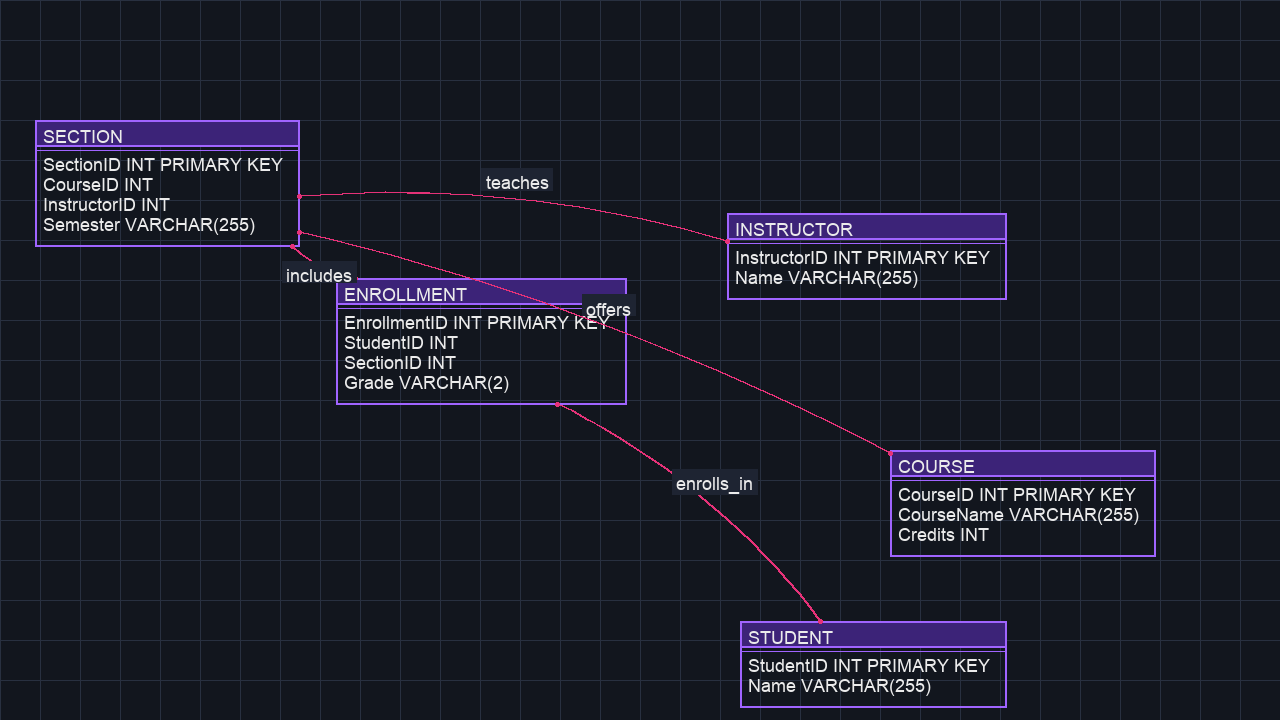 SECTION
SectionID INT PRIMARY KEY
CourseID INT
InstructorID INT
Semester VARCHAR(255)
teaches
INSTRUCTOR
InstructorID INT PRIMARY KEY
Name VARCHAR(255)
includes
ENROLLMENT
EnrollmentID INT PRIMARY KEY
StudentID INT
SectionID INT
Grade VARCHAR(2)
offers
enrolls_in
COURSE
CourseID INT PRIMARY KEY
CourseName VARCHAR(255)
Credits INT
STUDENT
StudentID INT PRIMARY KEY
Name VARCHAR(255)